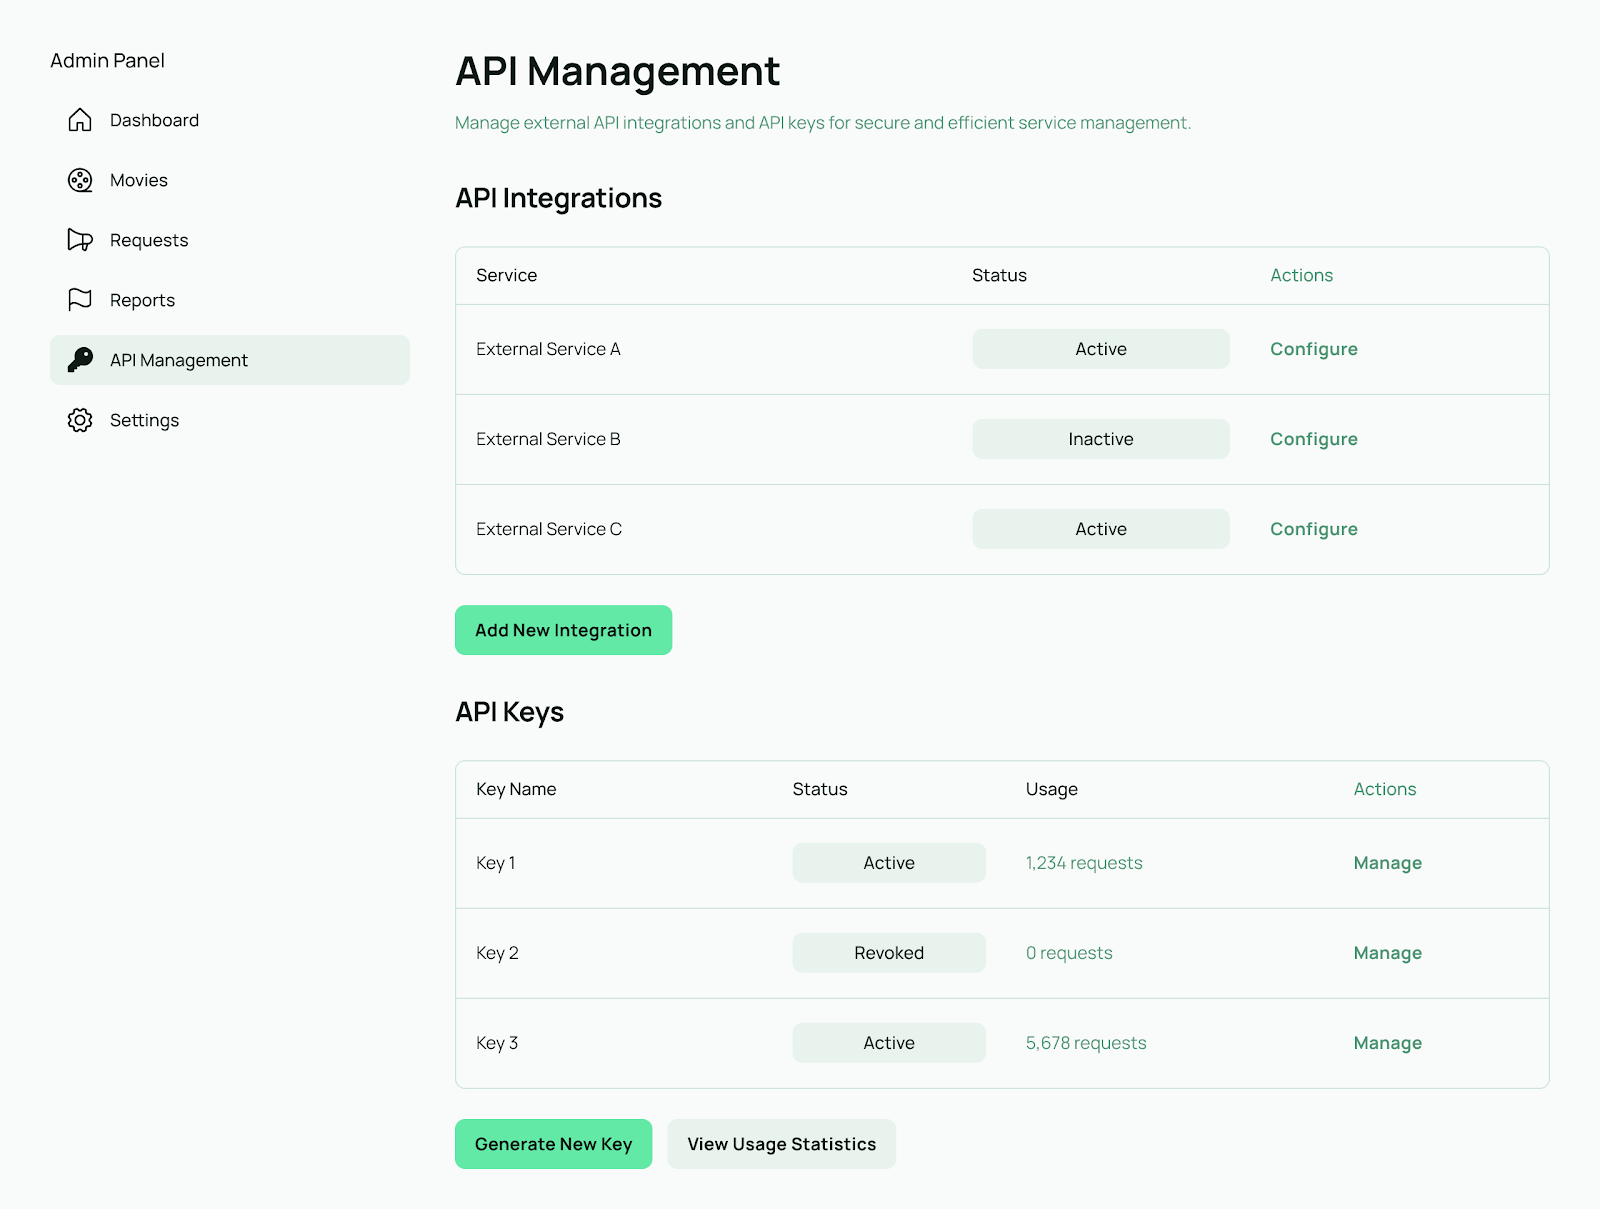 Admin Panel
Dashboard
Movies
Requests
Reports
API Management
Settings
API Management
Manage external API integrations and API keys for secure and efficient service management.
API Integrations
Service Status Actions
External Service A Active Configure
External Service B Inactive Configure
External Service C Active Configure
Add New Integration
API Keys
Key Name Status Usage Actions
Key 1 Active 1,234 requests Manage
Key 2 Revoked 0 requests Manage
Key 3 Active 5,678 requests Manage
Generate New Key View Usage Statistics